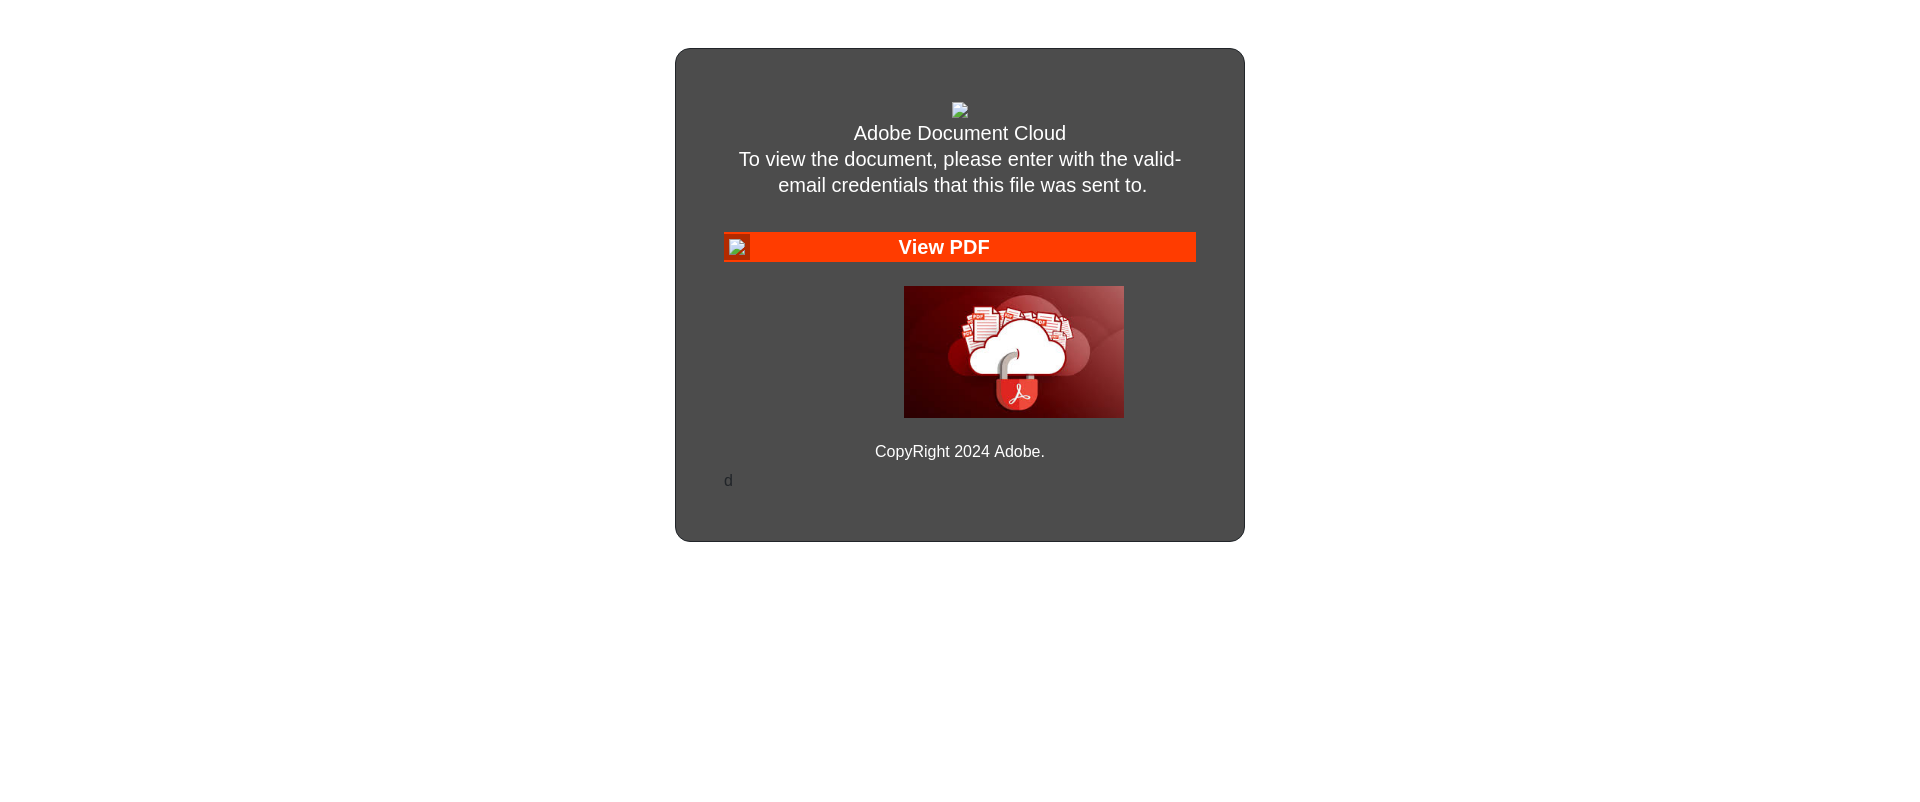 Adobe Document Cloud
To view the document, please enter with the valid-
email credentials that this file was sent to.
View PDF
CopyRight 2024 Adobe.
d